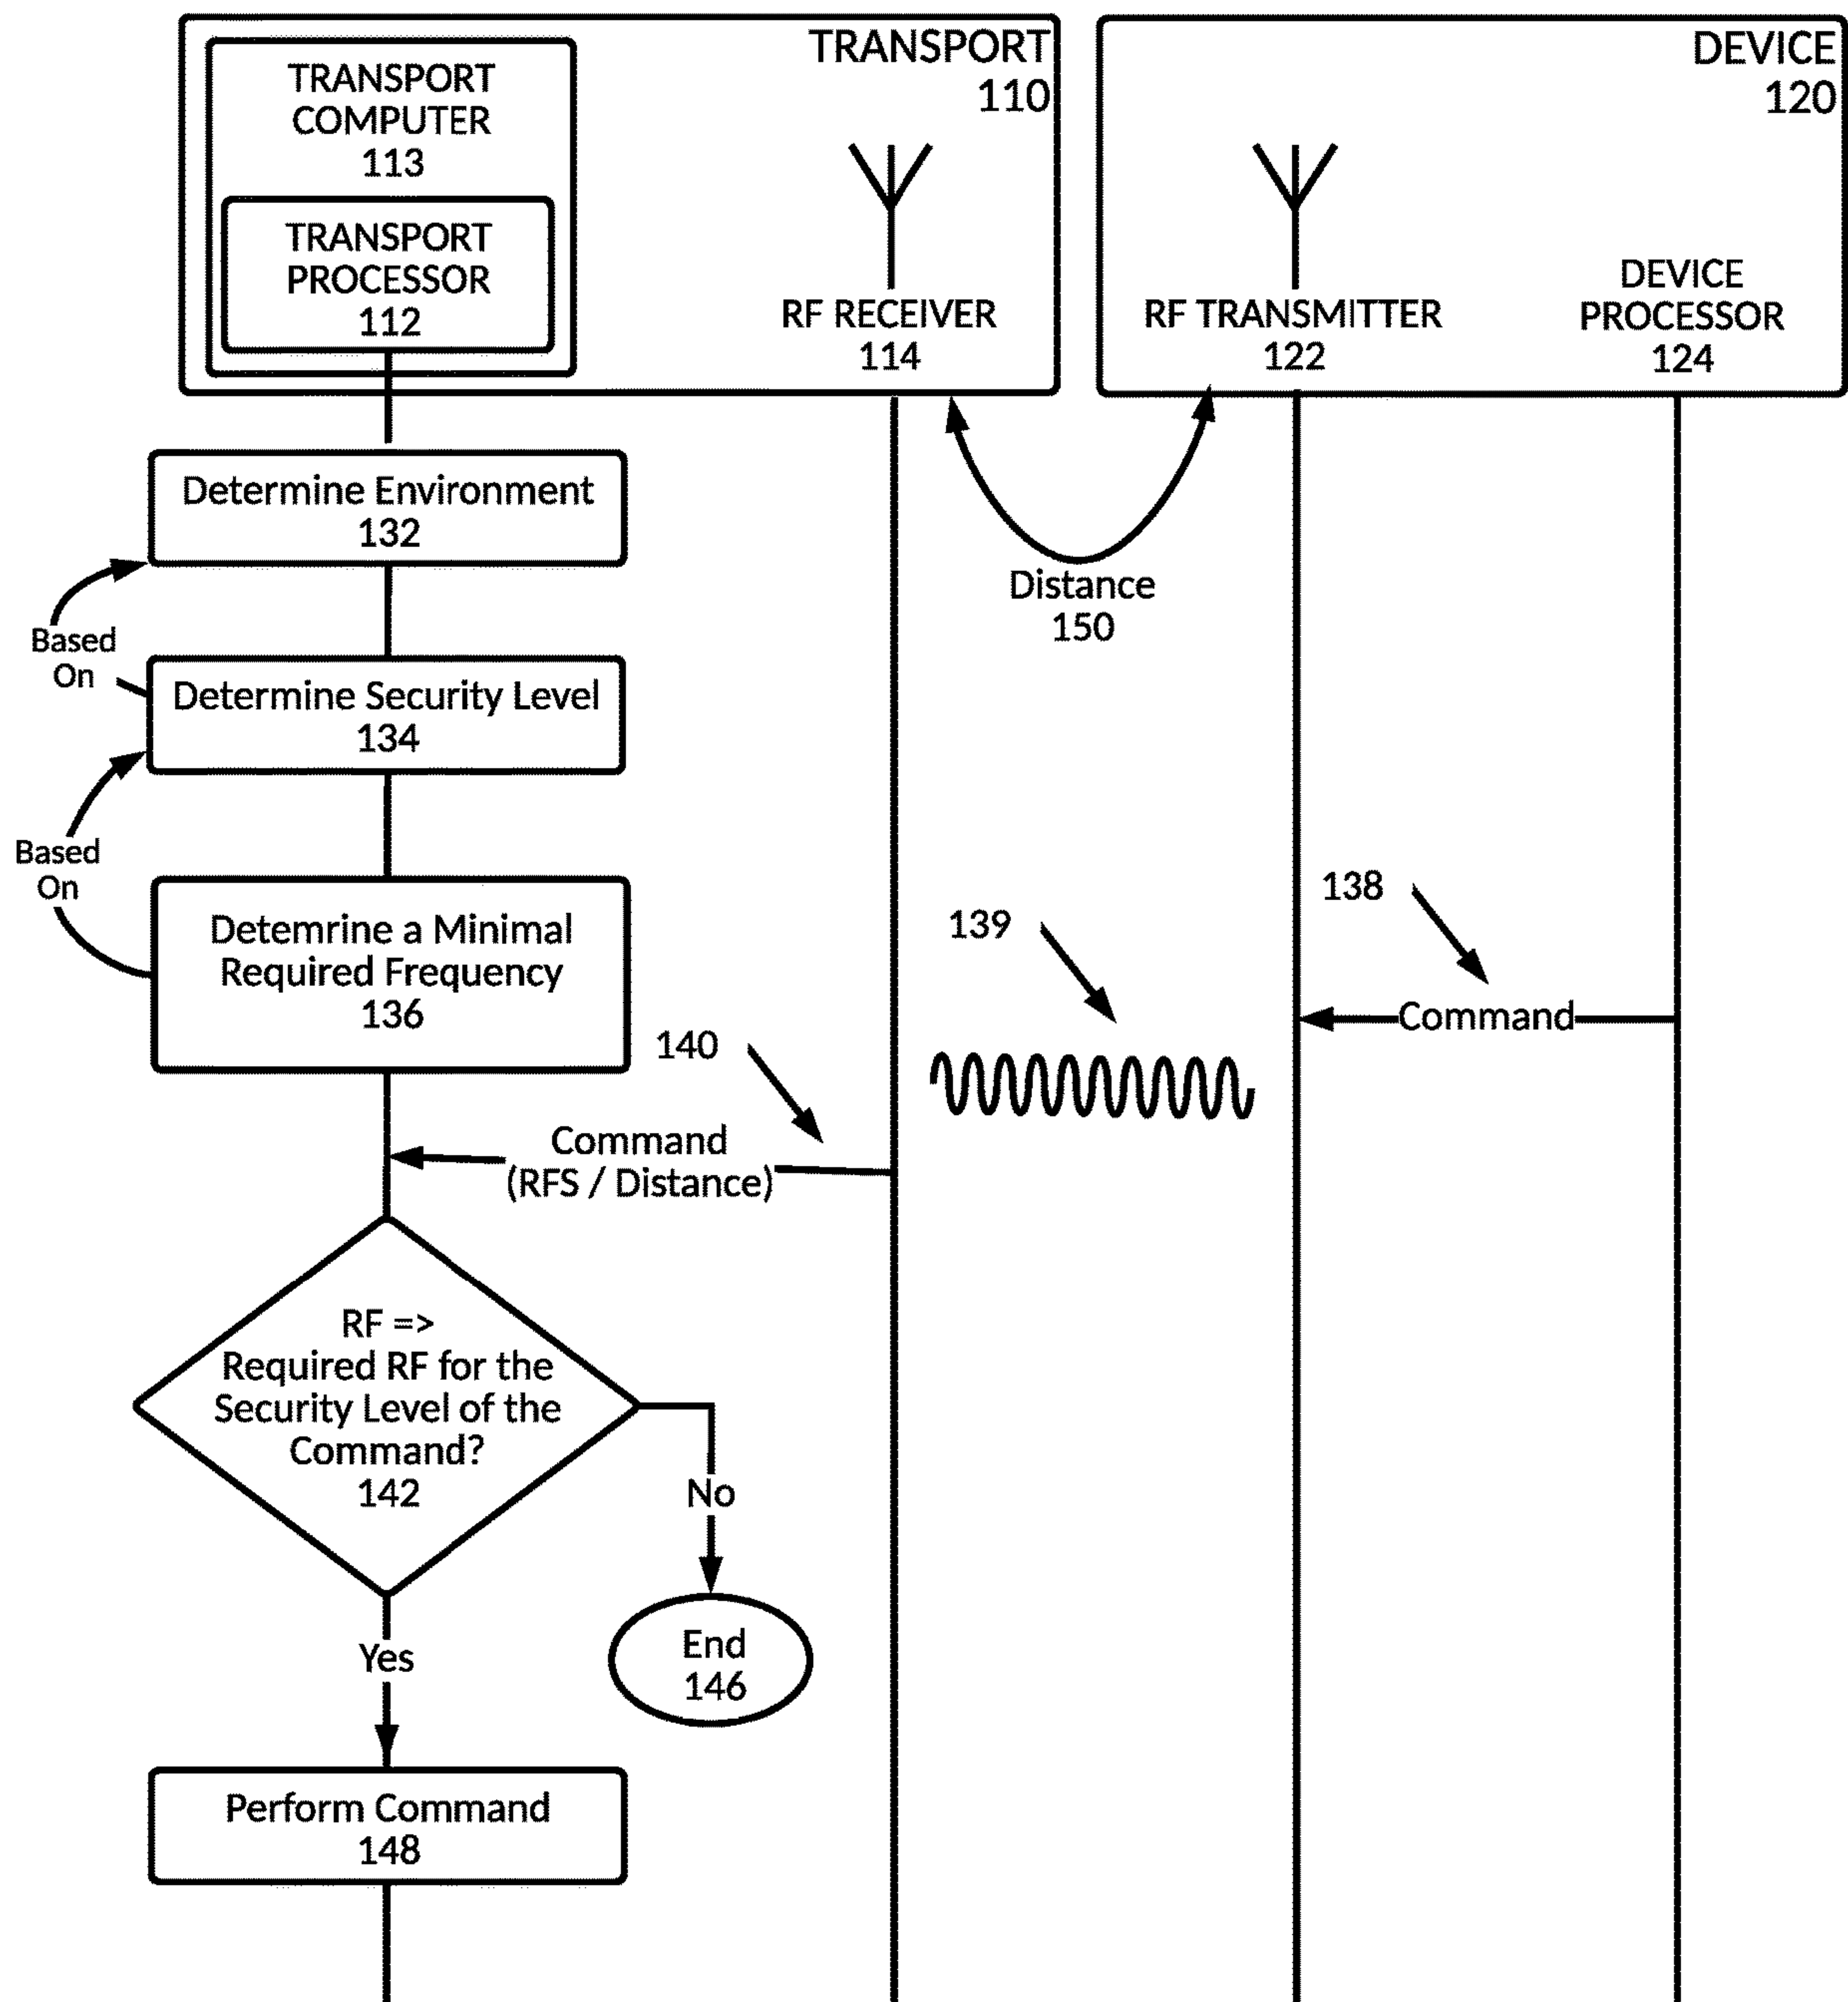 TRANSPORT
110
TRANSPORT
COMPUTER
113
TRANSPORT
PROCESSOR
112
RF RECEIVER
114
DEVICE
120
RF TRANSMITTER
122
DEVICE
PROCESSOR
124
Determine Environment
132
Distance
150
Based
On
Determine Security Level
134
Based
On
Detemrine a Minimal
Required Frequency
136
138
139
Command
140
Command
(RFS / Distance)
RF =>
Required RF for the
Security Level of the
Command?
142
No
End
146
Yes
Perform Command
148